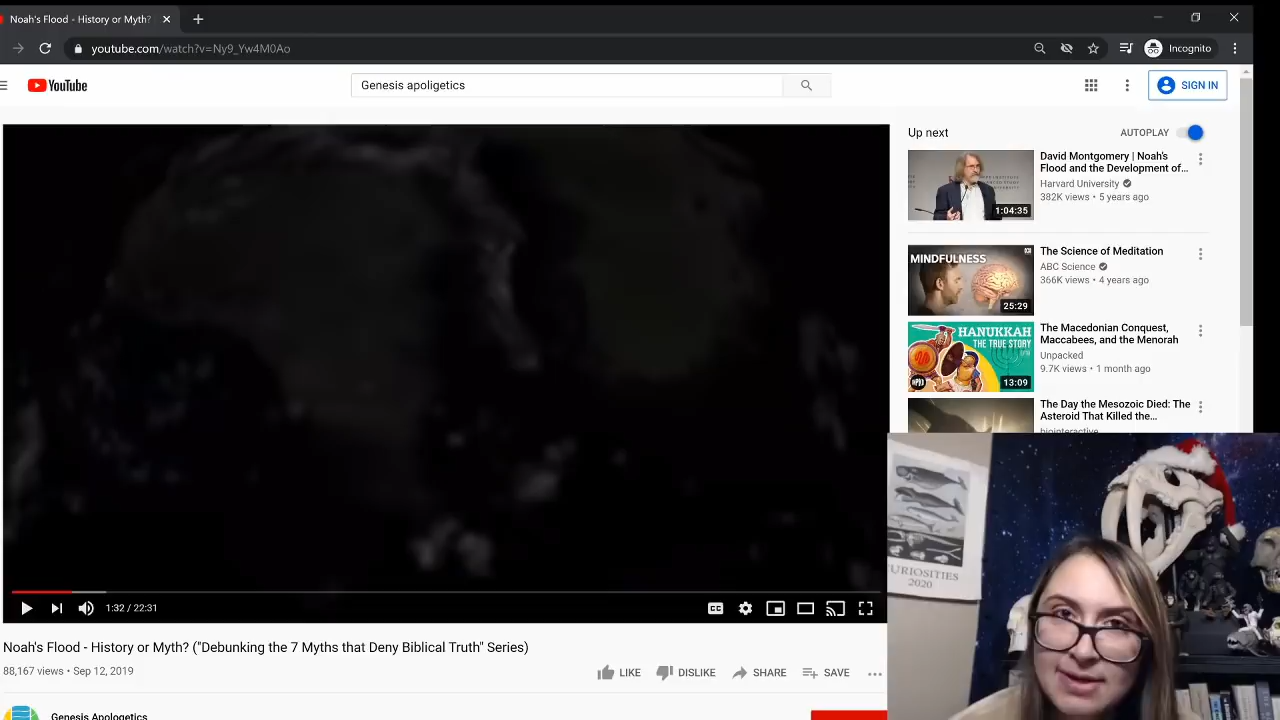 Noah's Flood - History or Myth?
youtube.com/watch?v=Ny9_Yw4M0Ao
Incognito
YouTube
Genesis apoligetics
SIGN IN
Up next
AUTOPLAY
David Montgomery | Noah's
Flood and the Development of...
Harvard University
382K views • 5 years ago
1:04:35
The Science of Meditation
ABC Science
366K views • 4 years ago
MINDFULNESS
25:29
The Macedonian Conquest,
Maccabees, and the Menorah
Unpacked
9.7K views • 1 month ago
HANUKKAH
THE TRUE STORY
13:09
The Day the Mesozoic Died: The
Asteroid That Killed the...
biointeractive
1:32 / 22:31
CC
Noah's Flood - History or Myth? ("Debunking the 7 Myths that Deny Biblical Truth" Series)
88,167 views • Sep 12, 2019
LIKE
DISLIKE
SHARE
SAVE
Genesis Apologetics
URIOSITIES
2020